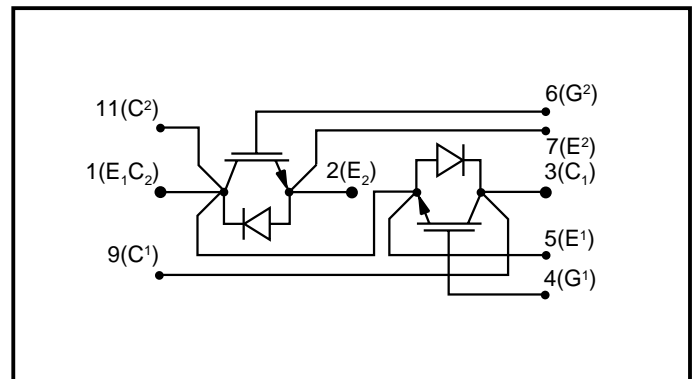 11(C²)
6(G²)
7(E²)
1(E₁C₂)
2(E₂)
3(C₁)
5(E¹)
9(C¹)
4(G¹)